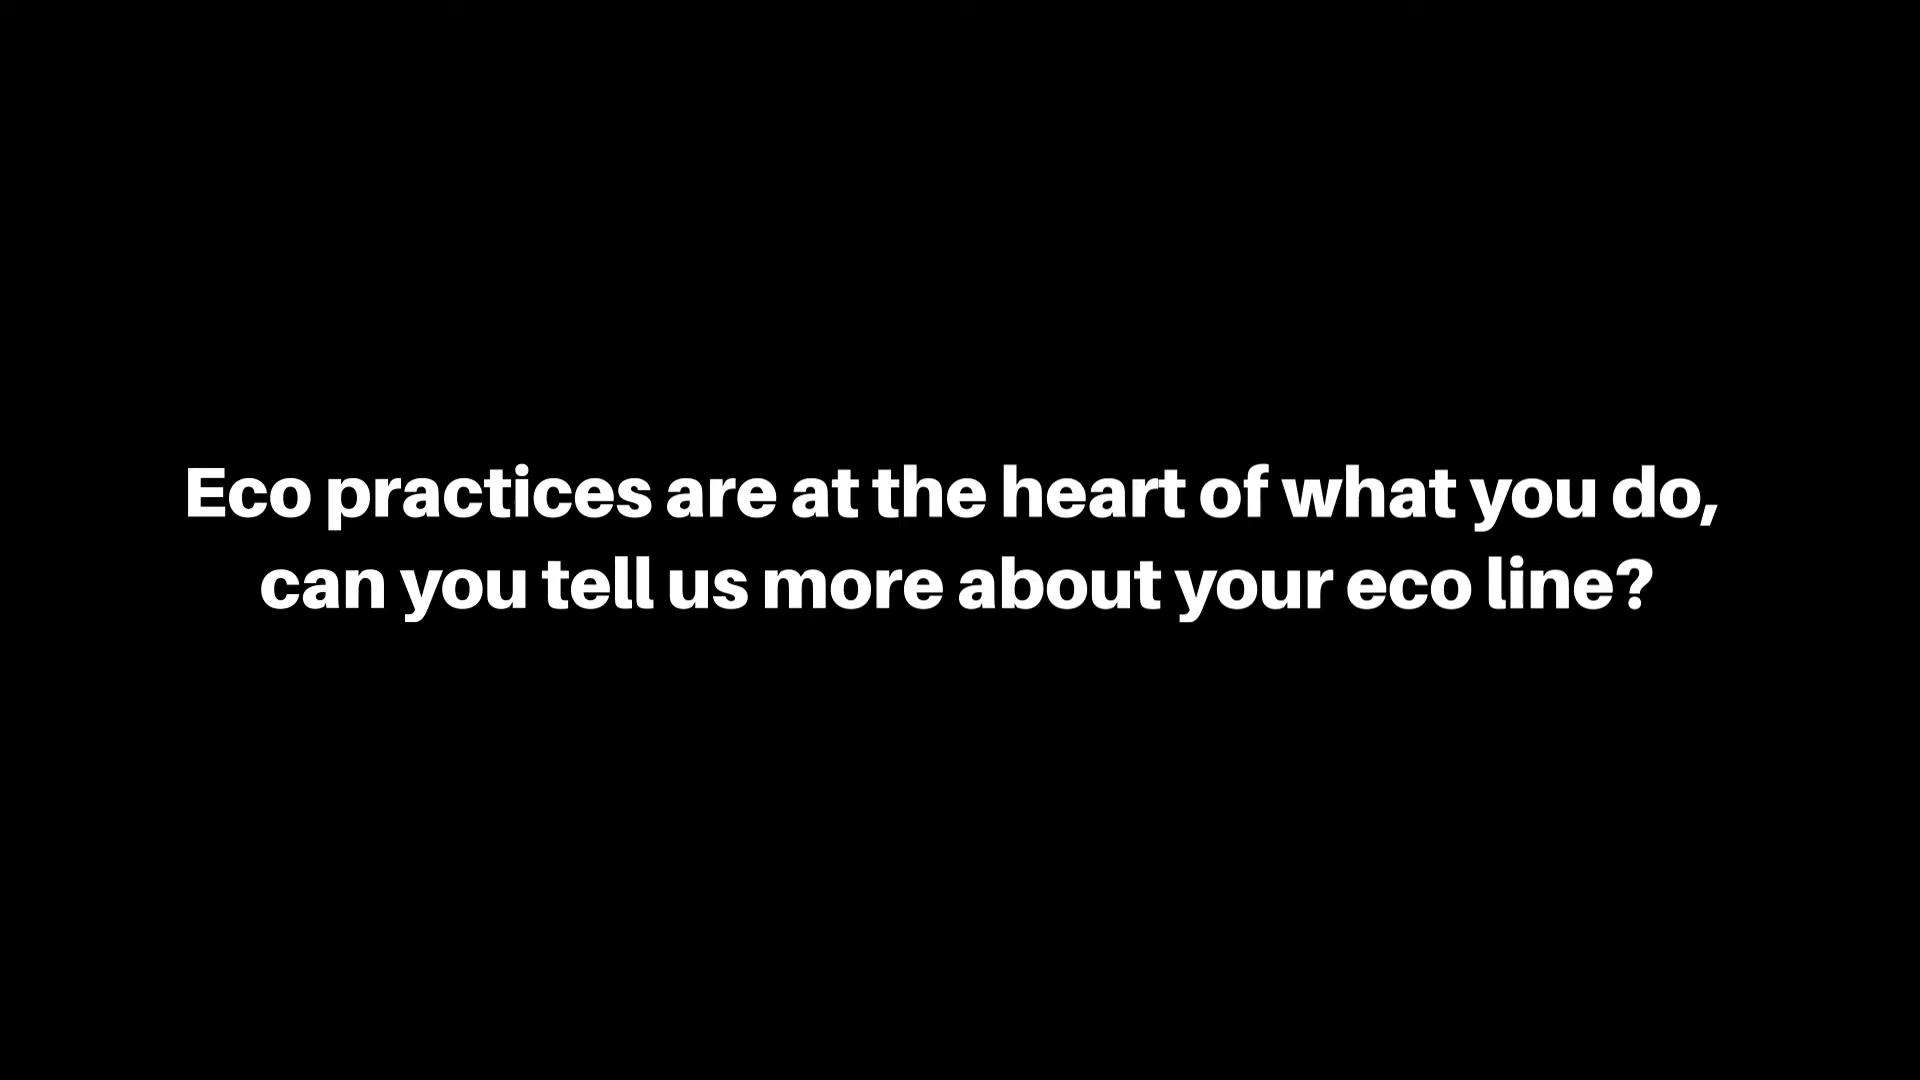 Eco practices are at the heart of what you do,
can you tell us more about your eco line?